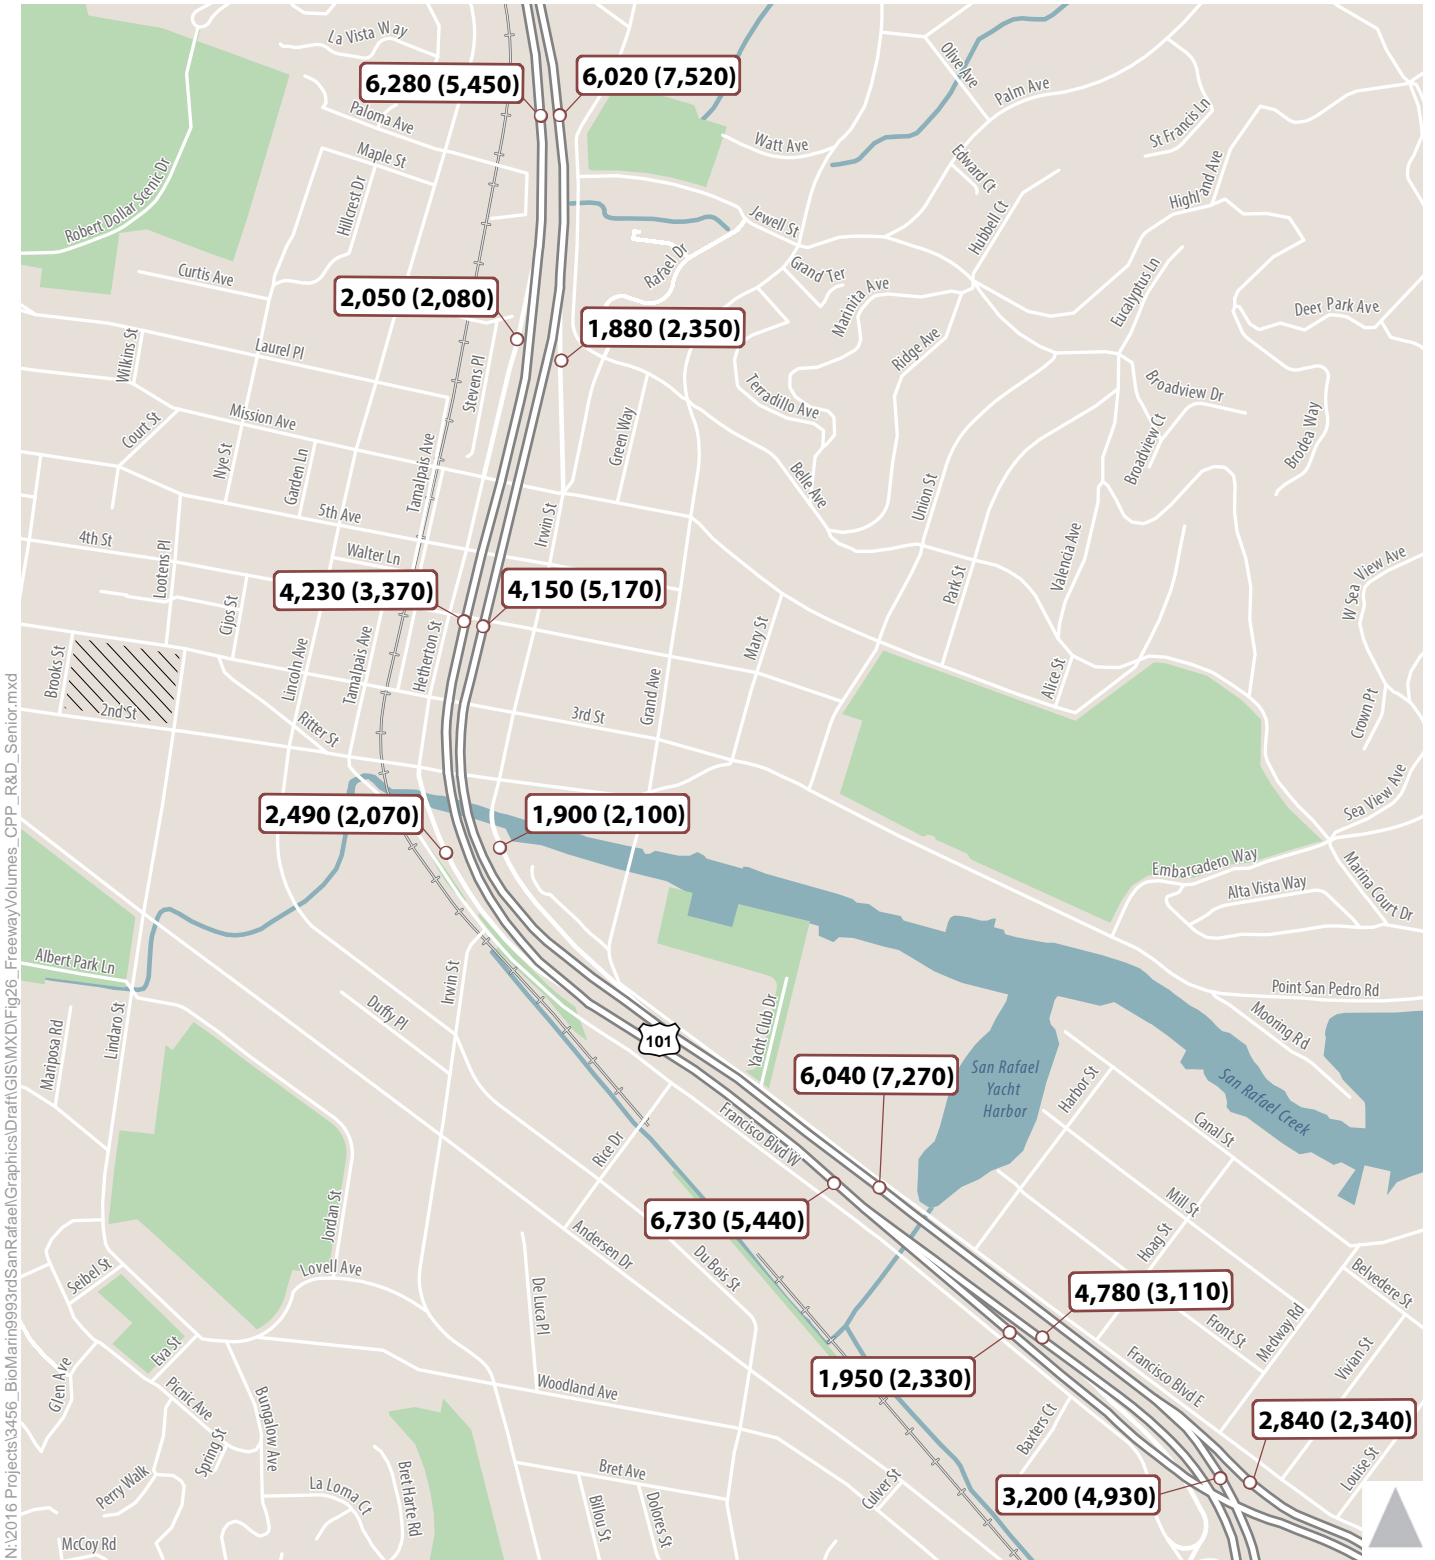 La Vista Way
6,280 (5,450)
6,020 (7,520)
Olive Ave
Palm Ave
Paloma Ave
St Francis Ln
Watt Ave
Maple St
Edward Ct
Highland Ave
Robert Dollar Scenic Dr
Hillcrest Dr
Jewell St
Hubbell Ct
Rafael Dr
Grand Ter
Curtis Ave
Marinita Ave
Eucalyptus Ln
2,050 (2,080)
1,880 (2,350)
Deer Park Ave
Wilkins St
Laurel Pl
Ridge Ave
Stevens Pl
Terradillo Ave
Broadview Dr
Mission Ave
Court St
Green Way
Broadview Ct
Brodea Way
Nye St
Garden Ln
Tamalpais Ave
Belle Ave
Union St
5th Ave
Irwin St
4th St
Walter Ln
Lootens Pl
Valencia Ave
W Sea View Ave
4,230 (3,370)
4,150 (5,170)
Park St
Cijos St
Mary St
Hetherton St
Brooks St
Lincoln Ave
Tamalpais Ave
Grand Ave
Alice St
2nd St
3rd St
Ritter St
Crown Pt
2,490 (2,070)
1,900 (2,100)
Sea View Ave
Embarcadero Way
Alta Vista Way
Marina Court Dr
Albert Park Ln
Irwin St
Point San Pedro Rd
Duffy Pl
Lindaro St
Mariposa Rd
Yacht Club Dr
Mooring Rd
101
6,040 (7,270)
San Rafael
Yacht
Harbor
Harbor St
San Rafael Creek
Francisco Blvd W
Canal St
Rice Dr
Mill St
Jordan St
6,730 (5,440)
Andersen Dr
Du Bois St
Hoag St
Seibel St
Lovell Ave
De Luca Pl
4,780 (3,110)
Belvedere St
Front St
Medway Rd
Eva St
Glen Ave
Vivian St
1,950 (2,330)
Francisco Blvd E
Picnic Ave
Woodland Ave
Bungalow Ave
Baxters Ct
2,840 (2,340)
Spring St
Perry Walk
Bret Ave
Louise St
La Loma Ct
Bret Harte Rd
Culver St
3,200 (4,930)
Billou St
Dolores St
McCoy Rd
N:\2016 Projects\3456_BioMarin9993rdSanRafael\Graphics\Draft\GIS\MXD\Fig26_FreewayVolumes_CPP_R&D_Senior.mxd